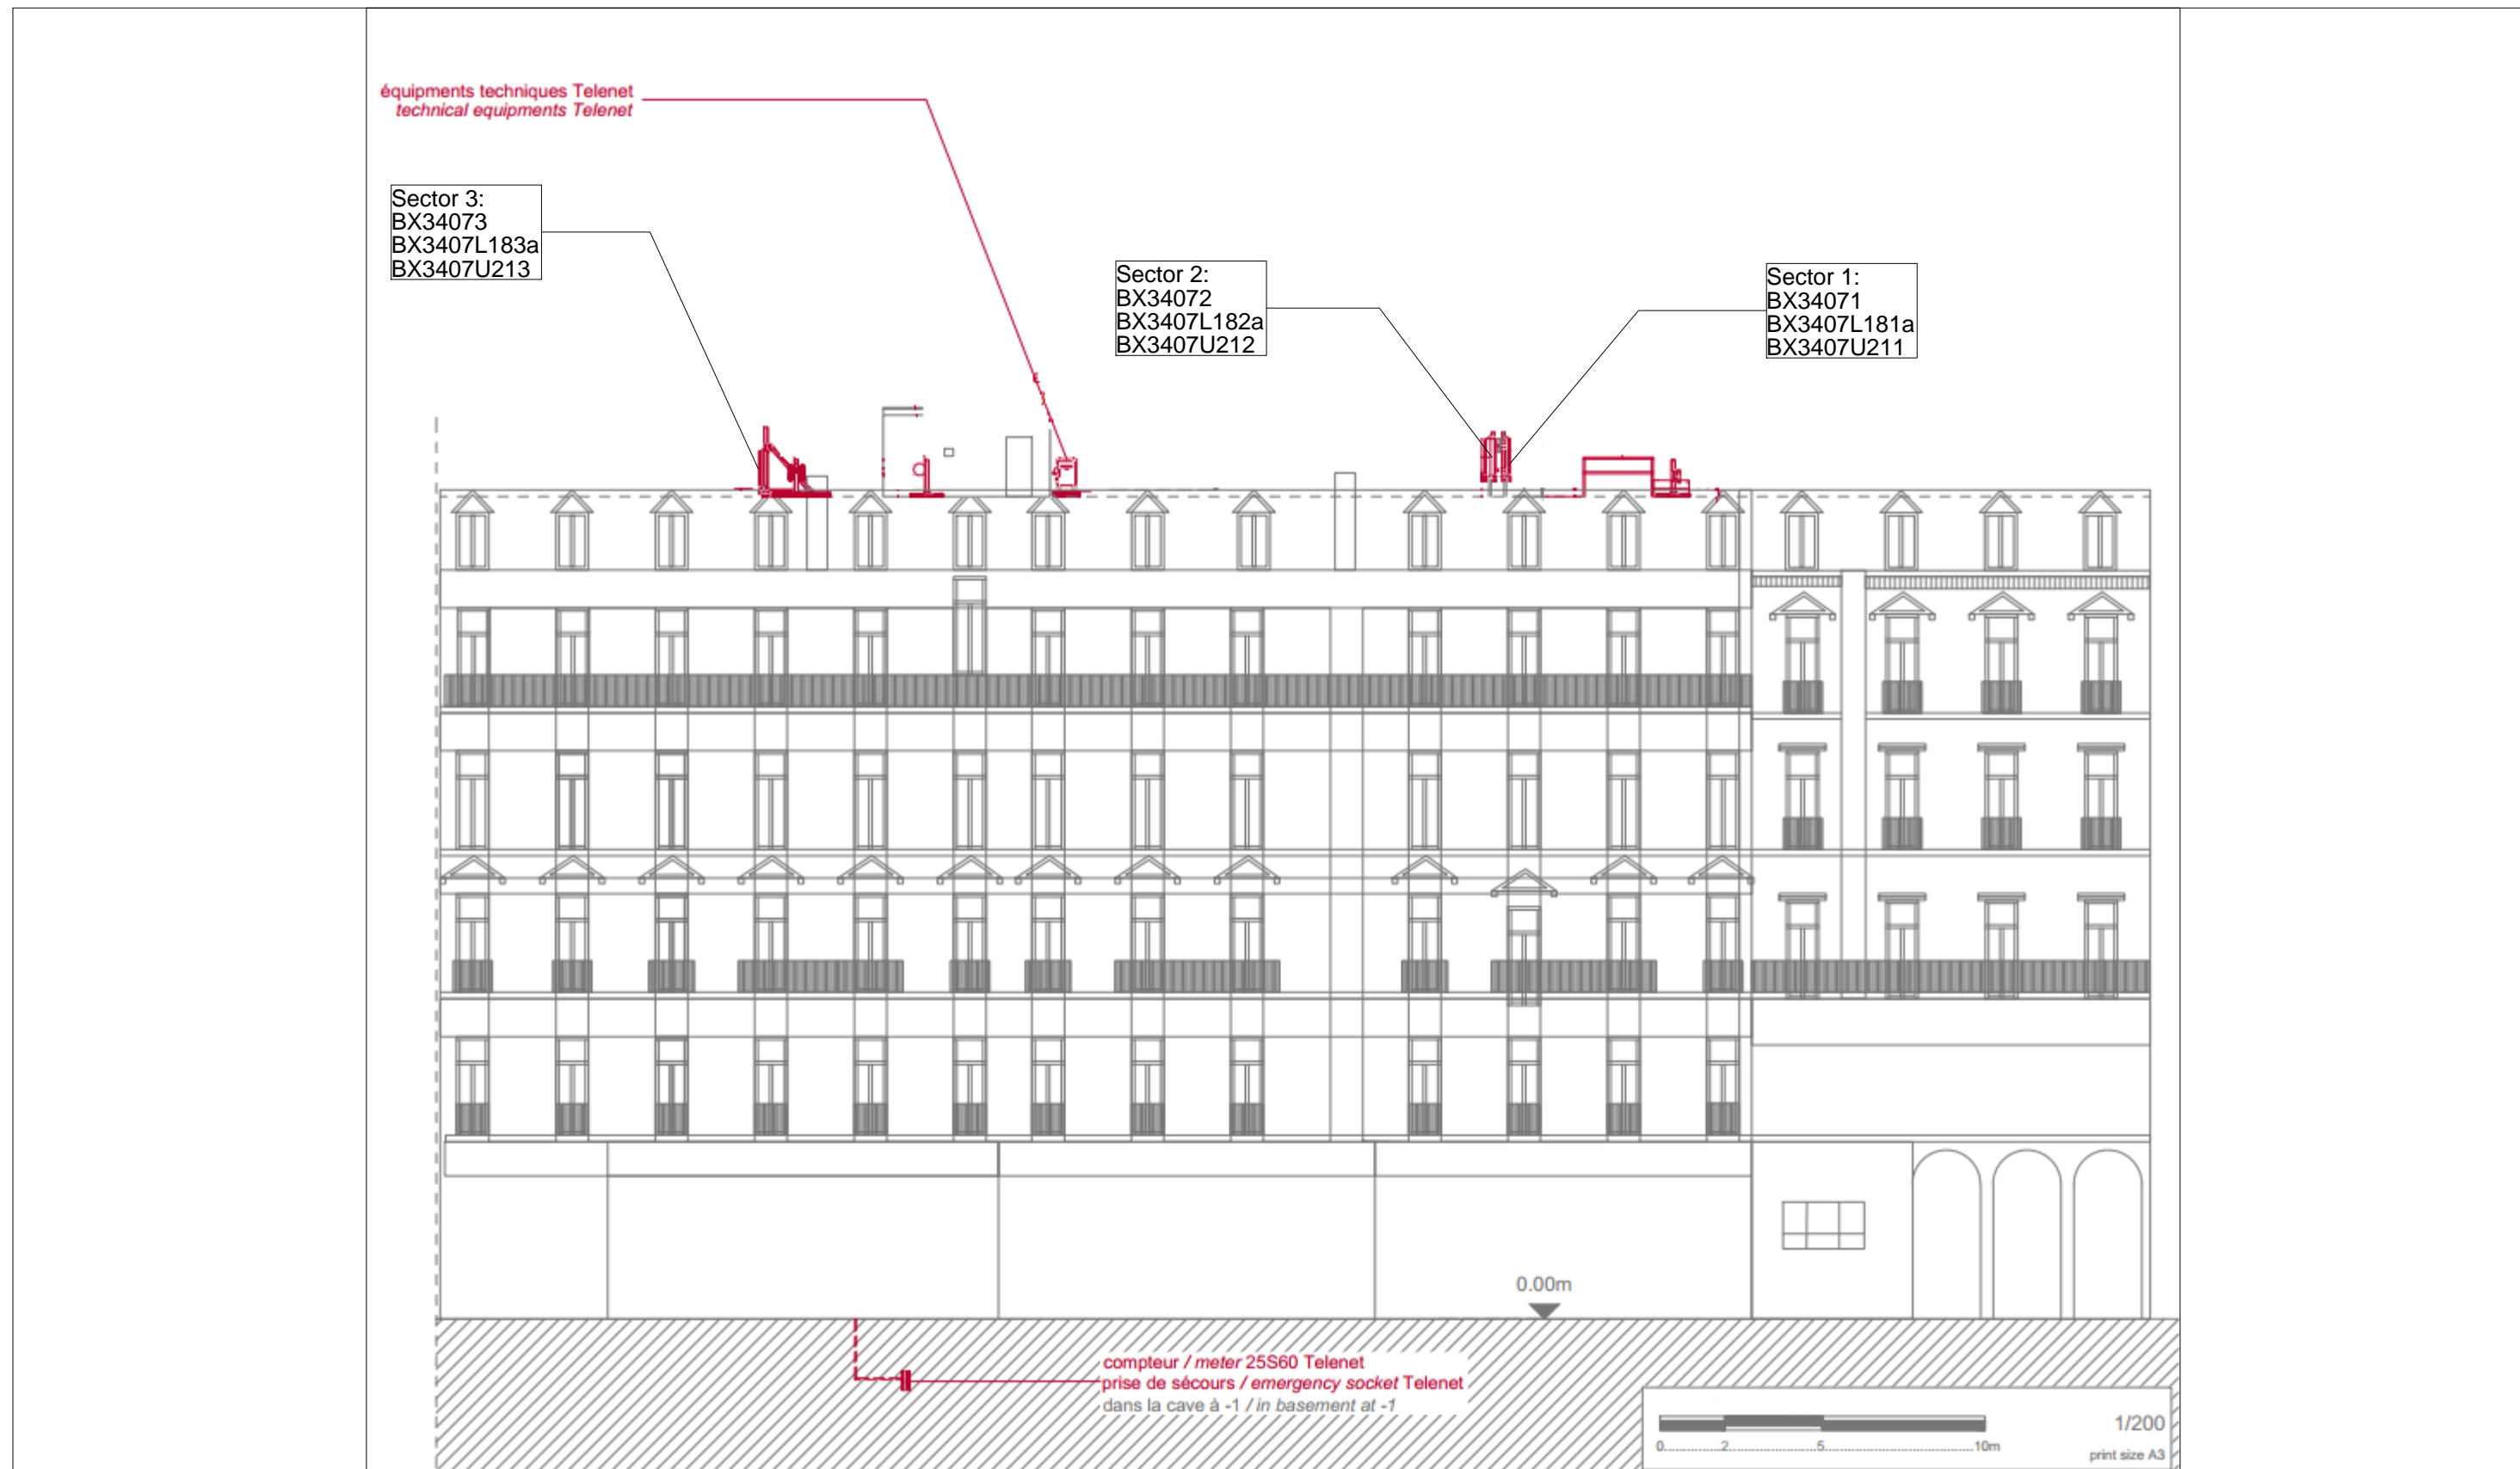 équipments techniques Telenet
technical equipments Telenet
Sector 3:
BX34073
BX3407L183a
BX3407U213
Sector 2:
BX34072
BX3407L182a
BX3407U212
Sector 1:
BX34071
BX3407L181a
BX3407U211
0.00m
compteur / meter 25S60 Telenet
prise de sécours / emergency socket Telenet
dans la cave à -1 / in basement at -1
1/200
0 2 5 10m
print size A3